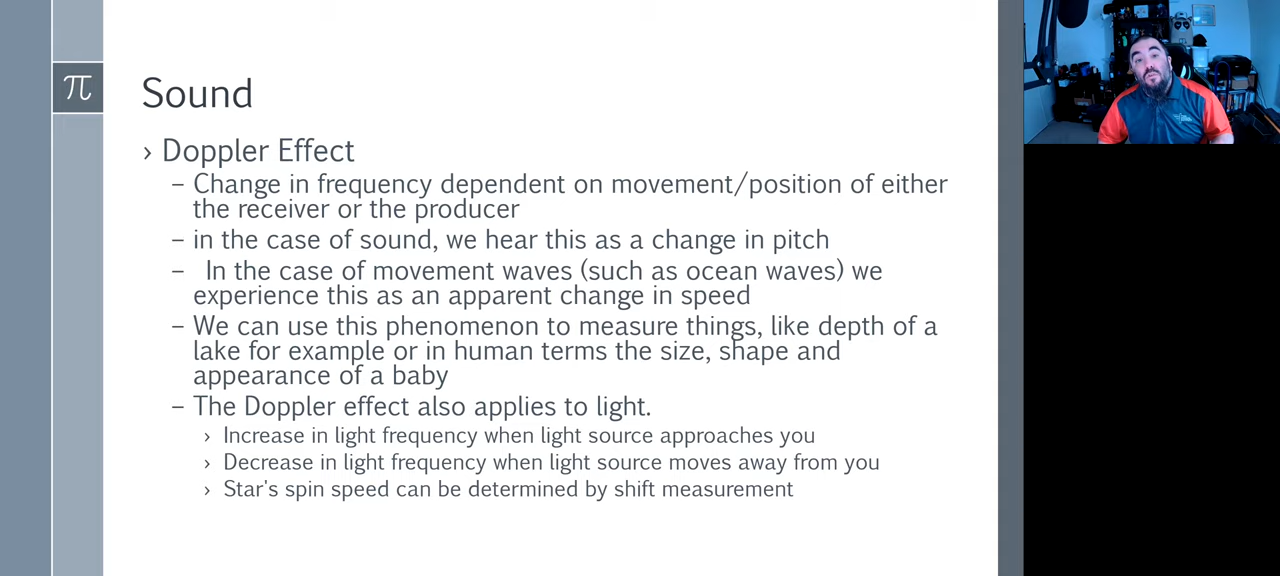 π
Sound
› Doppler Effect
– Change in frequency dependent on movement/position of either
the receiver or the producer
– in the case of sound, we hear this as a change in pitch
– In the case of movement waves (such as ocean waves) we
experience this as an apparent change in speed
– We can use this phenomenon to measure things, like depth of a
lake for example or in human terms the size, shape and
appearance of a baby
– The Doppler effect also applies to light.
› Increase in light frequency when light source approaches you
› Decrease in light frequency when light source moves away from you
› Star's spin speed can be determined by shift measurement